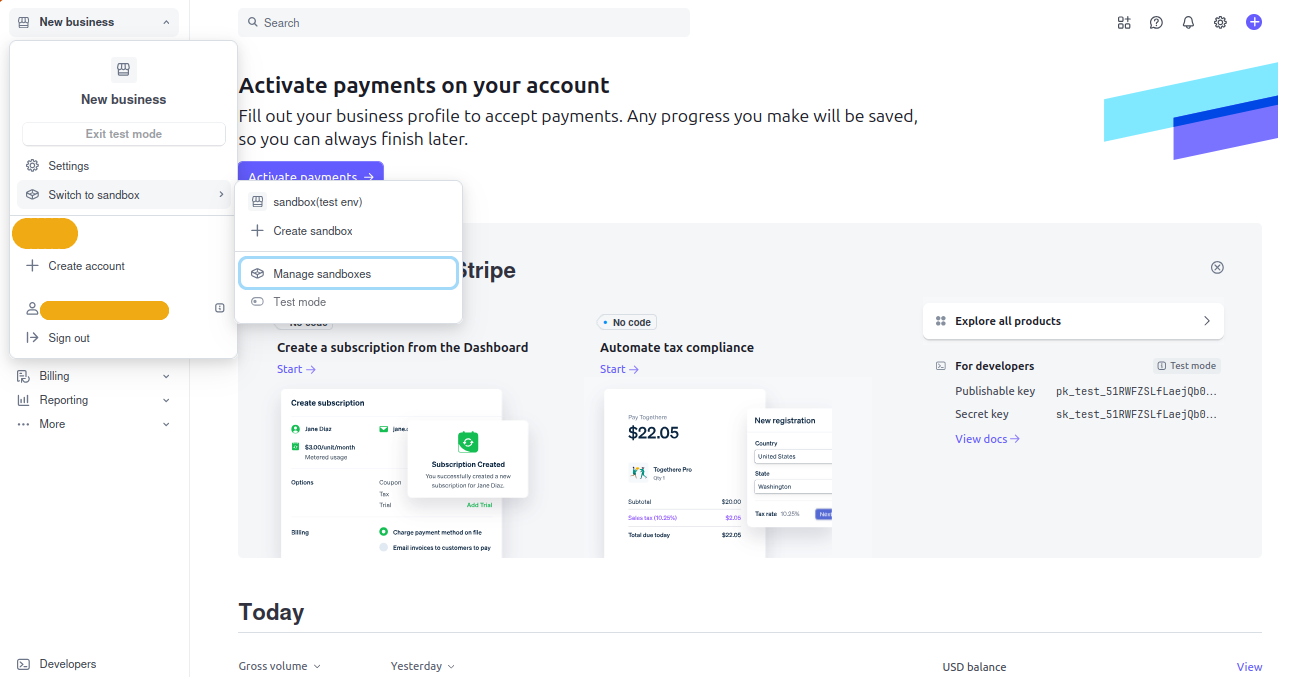 New business
Search
New business
Exit test mode
Settings
Switch to sandbox
Create account
Sign out
sandbox(test env)
Create sandbox
Manage sandboxes
Test mode
Billing
Reporting
More
Developers
Activate payments on your account
Fill out your business profile to accept payments. Any progress you make will be saved,
so you can always finish later.
Activate payments →
Stripe
No code
Create a subscription from the Dashboard
Start →
Create subscription
Jane Diaz
$3.00/unit/month
Metered usage
Options
Coupon
Tax
Trial
Add Trial
Billing
Charge payment method on file
Email invoices to customers to pay
Subscription Created
You successfully created a new
subscription for Jane Diaz.
No code
Automate tax compliance
Start →
Pay Togethere
$22.05
Togethere Pro
Qty 1
Subtotal $20.00
Sales tax (10.25%) $2.05
Total due today $22.05
New registration
Country
United States
State
Washington
Tax rate 10.25%
Explore all products
For developers
Test mode
Publishable key pk_test_51RWFZSLfLaejQb0...
Secret key sk_test_51RWFZSLfLaejQb0...
View docs →
Today
Gross volume
Yesterday
USD balance
View